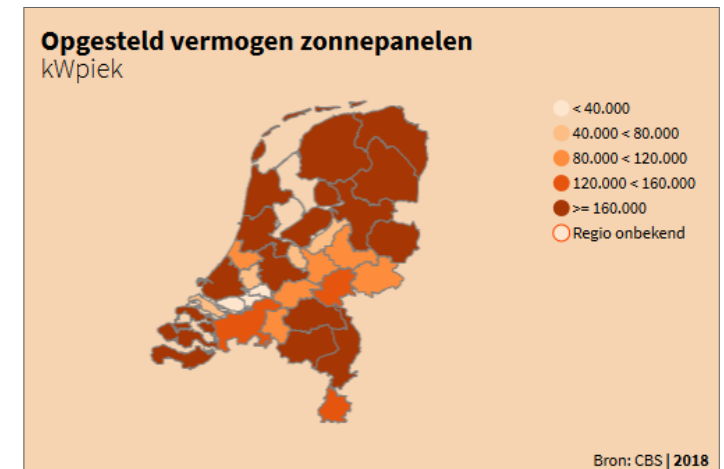 Opgesteld vermogen zonnepanelen
kWpiek
< 40.000
40.000 < 80.000
80.000 < 120.000
120.000 < 160.000
>= 160.000
Regio onbekend
Bron: CBS | 2018